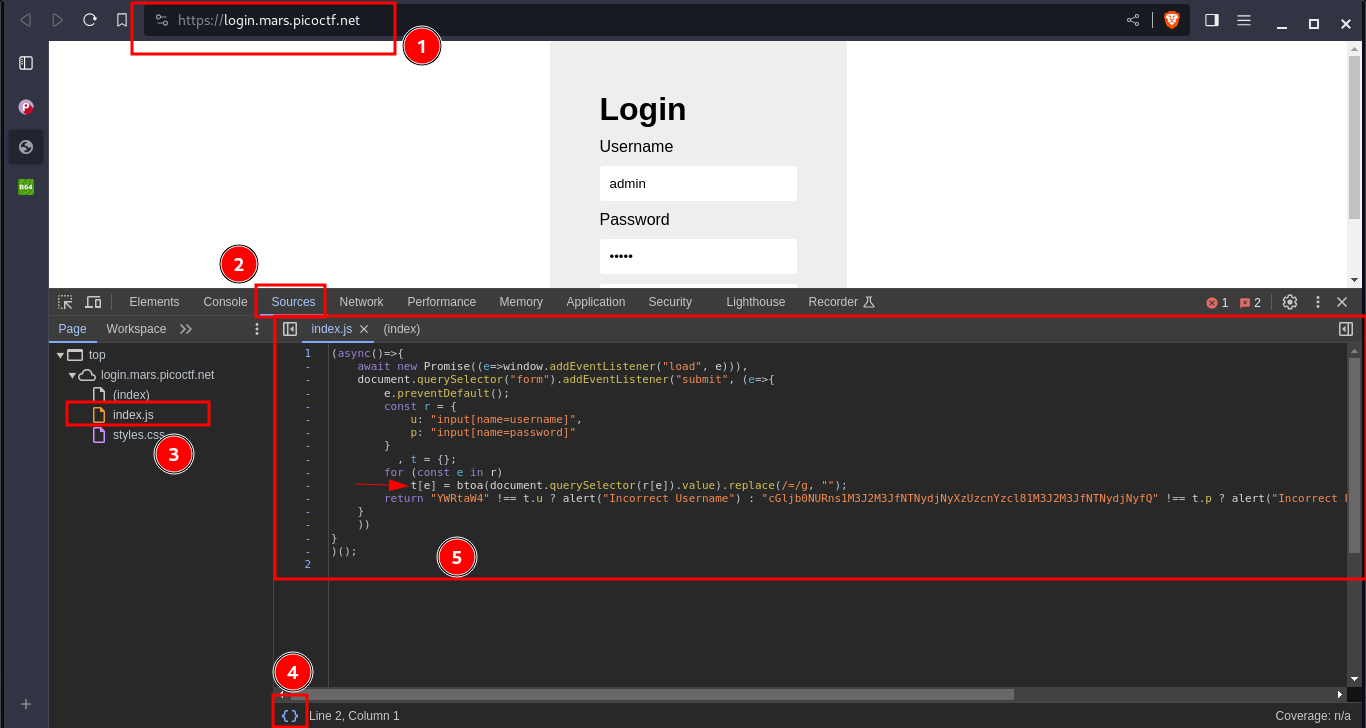 https://login.mars.picoctf.net
1
Login
Username
admin
Password
•••••
B64
2
Elements Console Sources Network Performance Memory Application Security Lighthouse Recorder 1 2
Page Workspace index.js (index)
top
login.mars.picoctf.net
(index)
index.js
styles.css
3
1 (async()=>{
- await new Promise((e=>window.addEventListener("load", e))),
- document.querySelector("form").addEventListener("submit", (e=>{
- e.preventDefault();
- const r = {
- u: "input[name=username]",
- p: "input[name=password]"
- }
- , t = {};
- for (const e in r)
- t[e] = btoa(document.querySelector(r[e]).value).replace(/=/g, "");
- return "YWRtaW4" !== t.u ? alert("Incorrect Username") : "cGljb0NURns1M3J2M3JfNTNydjNyXzUzcnYzcl81M3J2M3JfNTNydjNyfQ" !== t.p ? alert("Incorrect
- }
- ))
- }
- )();
2
5
4
{} Line 2, Column 1 Coverage: n/a